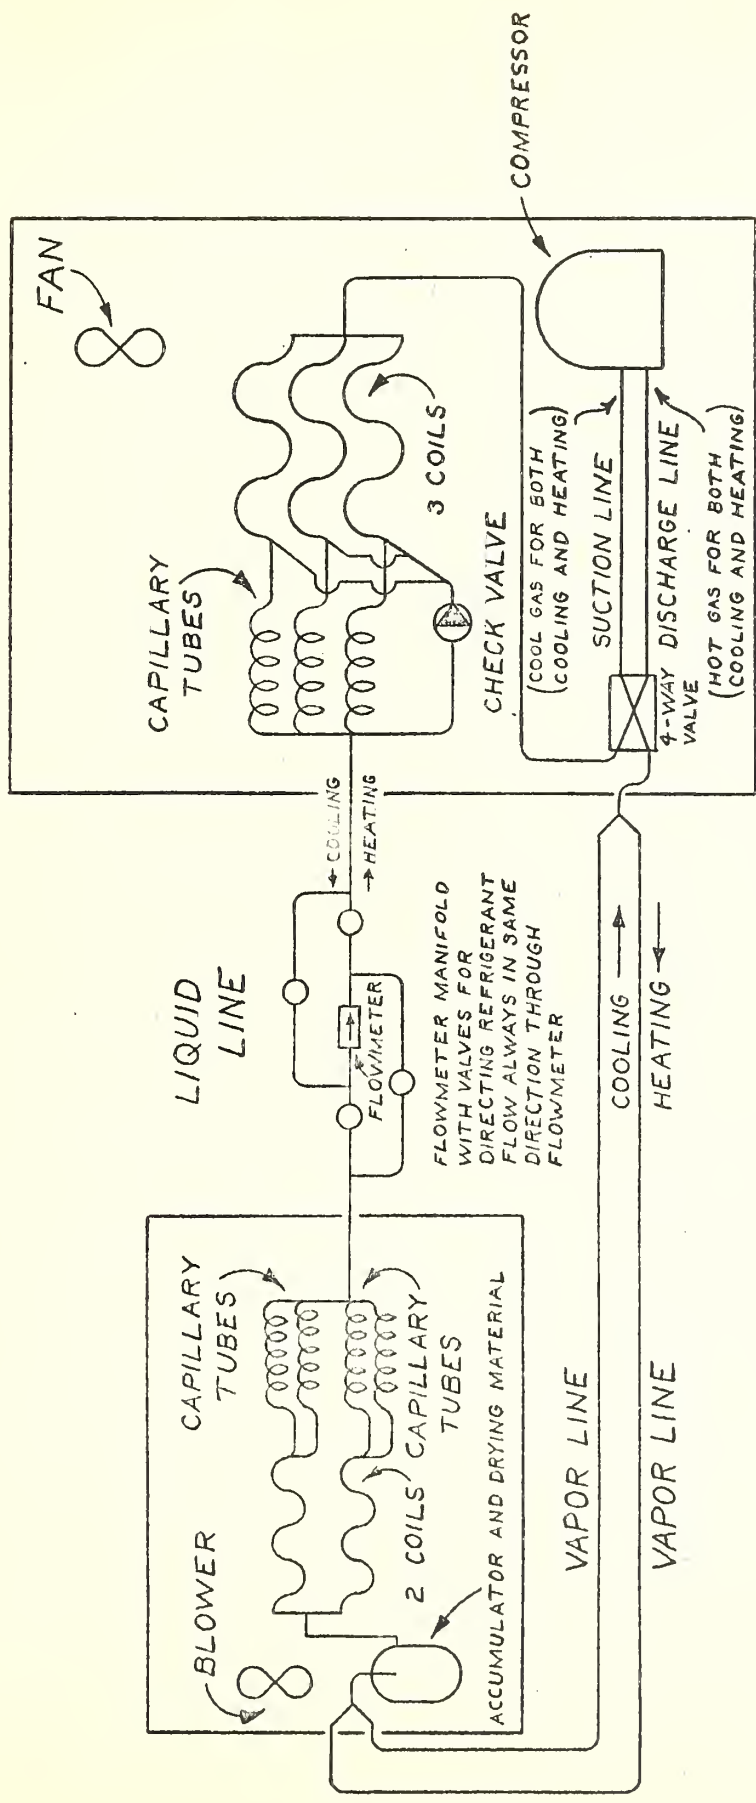 BLOWER
CAPILLARY
TUBES
2 COILS
CAPILLARY
TUBES
ACCUMULATOR AND DRYING MATERIAL
LIQUID
LINE
FLOWMETER
COOLING
HEATING
FLOWMETER MANIFOLD
WITH VALVES FOR
DIRECTING REFRIGERANT
FLOW ALWAYS IN SAME
DIRECTION THROUGH
FLOWMETER
CAPILLARY
TUBES
FAN
3 COILS
CHECK VALVE
COMPRESSOR
(COOL GAS FOR BOTH
COOLING AND HEATING)
SUCTION LINE
4-WAY
VALVE
DISCHARGE LINE
(HOT GAS FOR BOTH
COOLING AND HEATING)
VAPOR LINE
COOLING
HEATING
VAPOR LINE